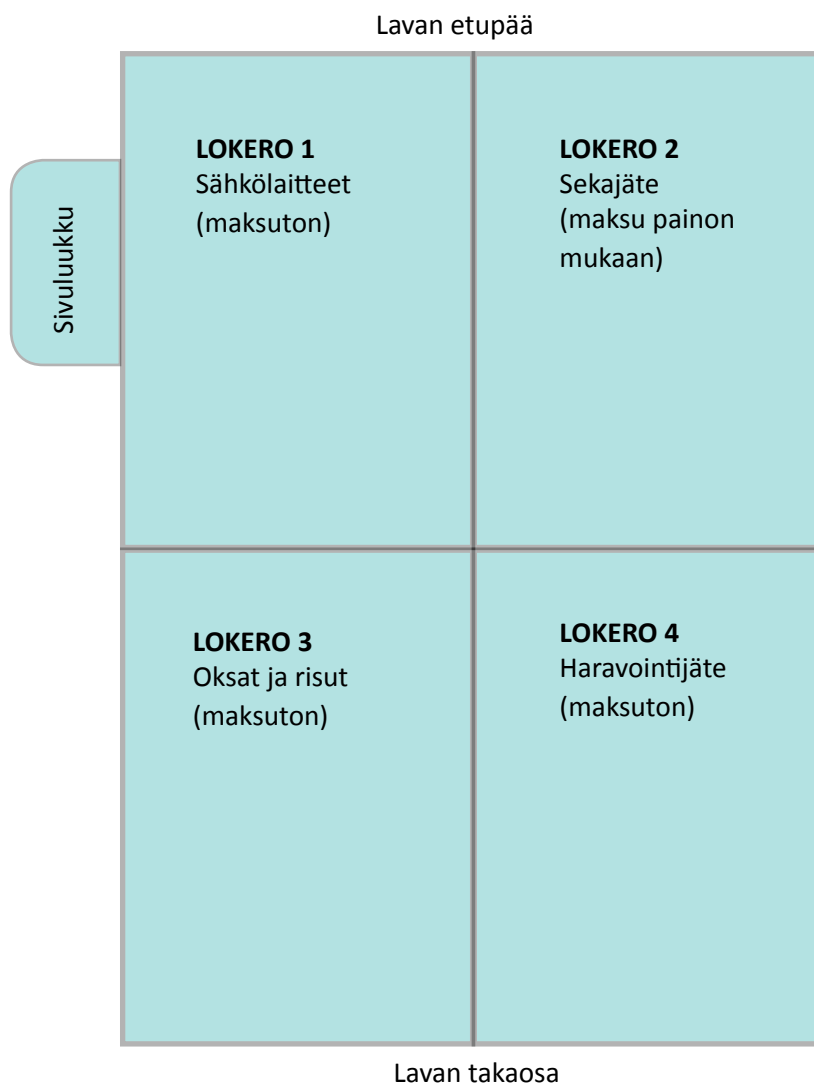 Lavan etupää
LOKERO 1
Sähkölaitteet
(maksuton)
LOKERO 2
Sekajäte
(maksu painon
mukaan)
Sivuluukku
LOKERO 3
Oksat ja risut
(maksuton)
LOKERO 4
Haravointijäte
(maksuton)
Lavan takaosa